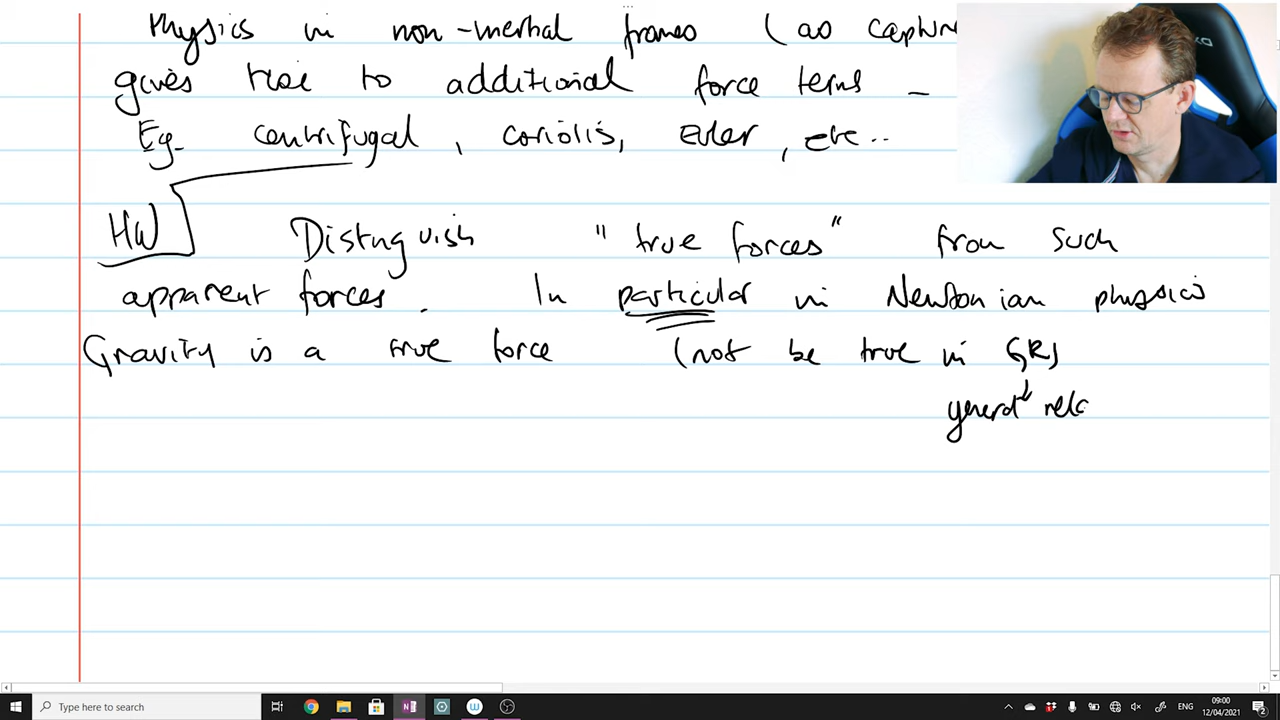 Physics in non-inertial frames (as capture
gives rise to additional force terms -
Eg. centrifugal, coriolis, Euler, etc..
HW Distinguish "true forces" from such
apparent forces. In particular in Newtonian physics
Gravity is a true force (not be true in GR)
general rela
Type here to search
ENG
09:00
12/04/2021